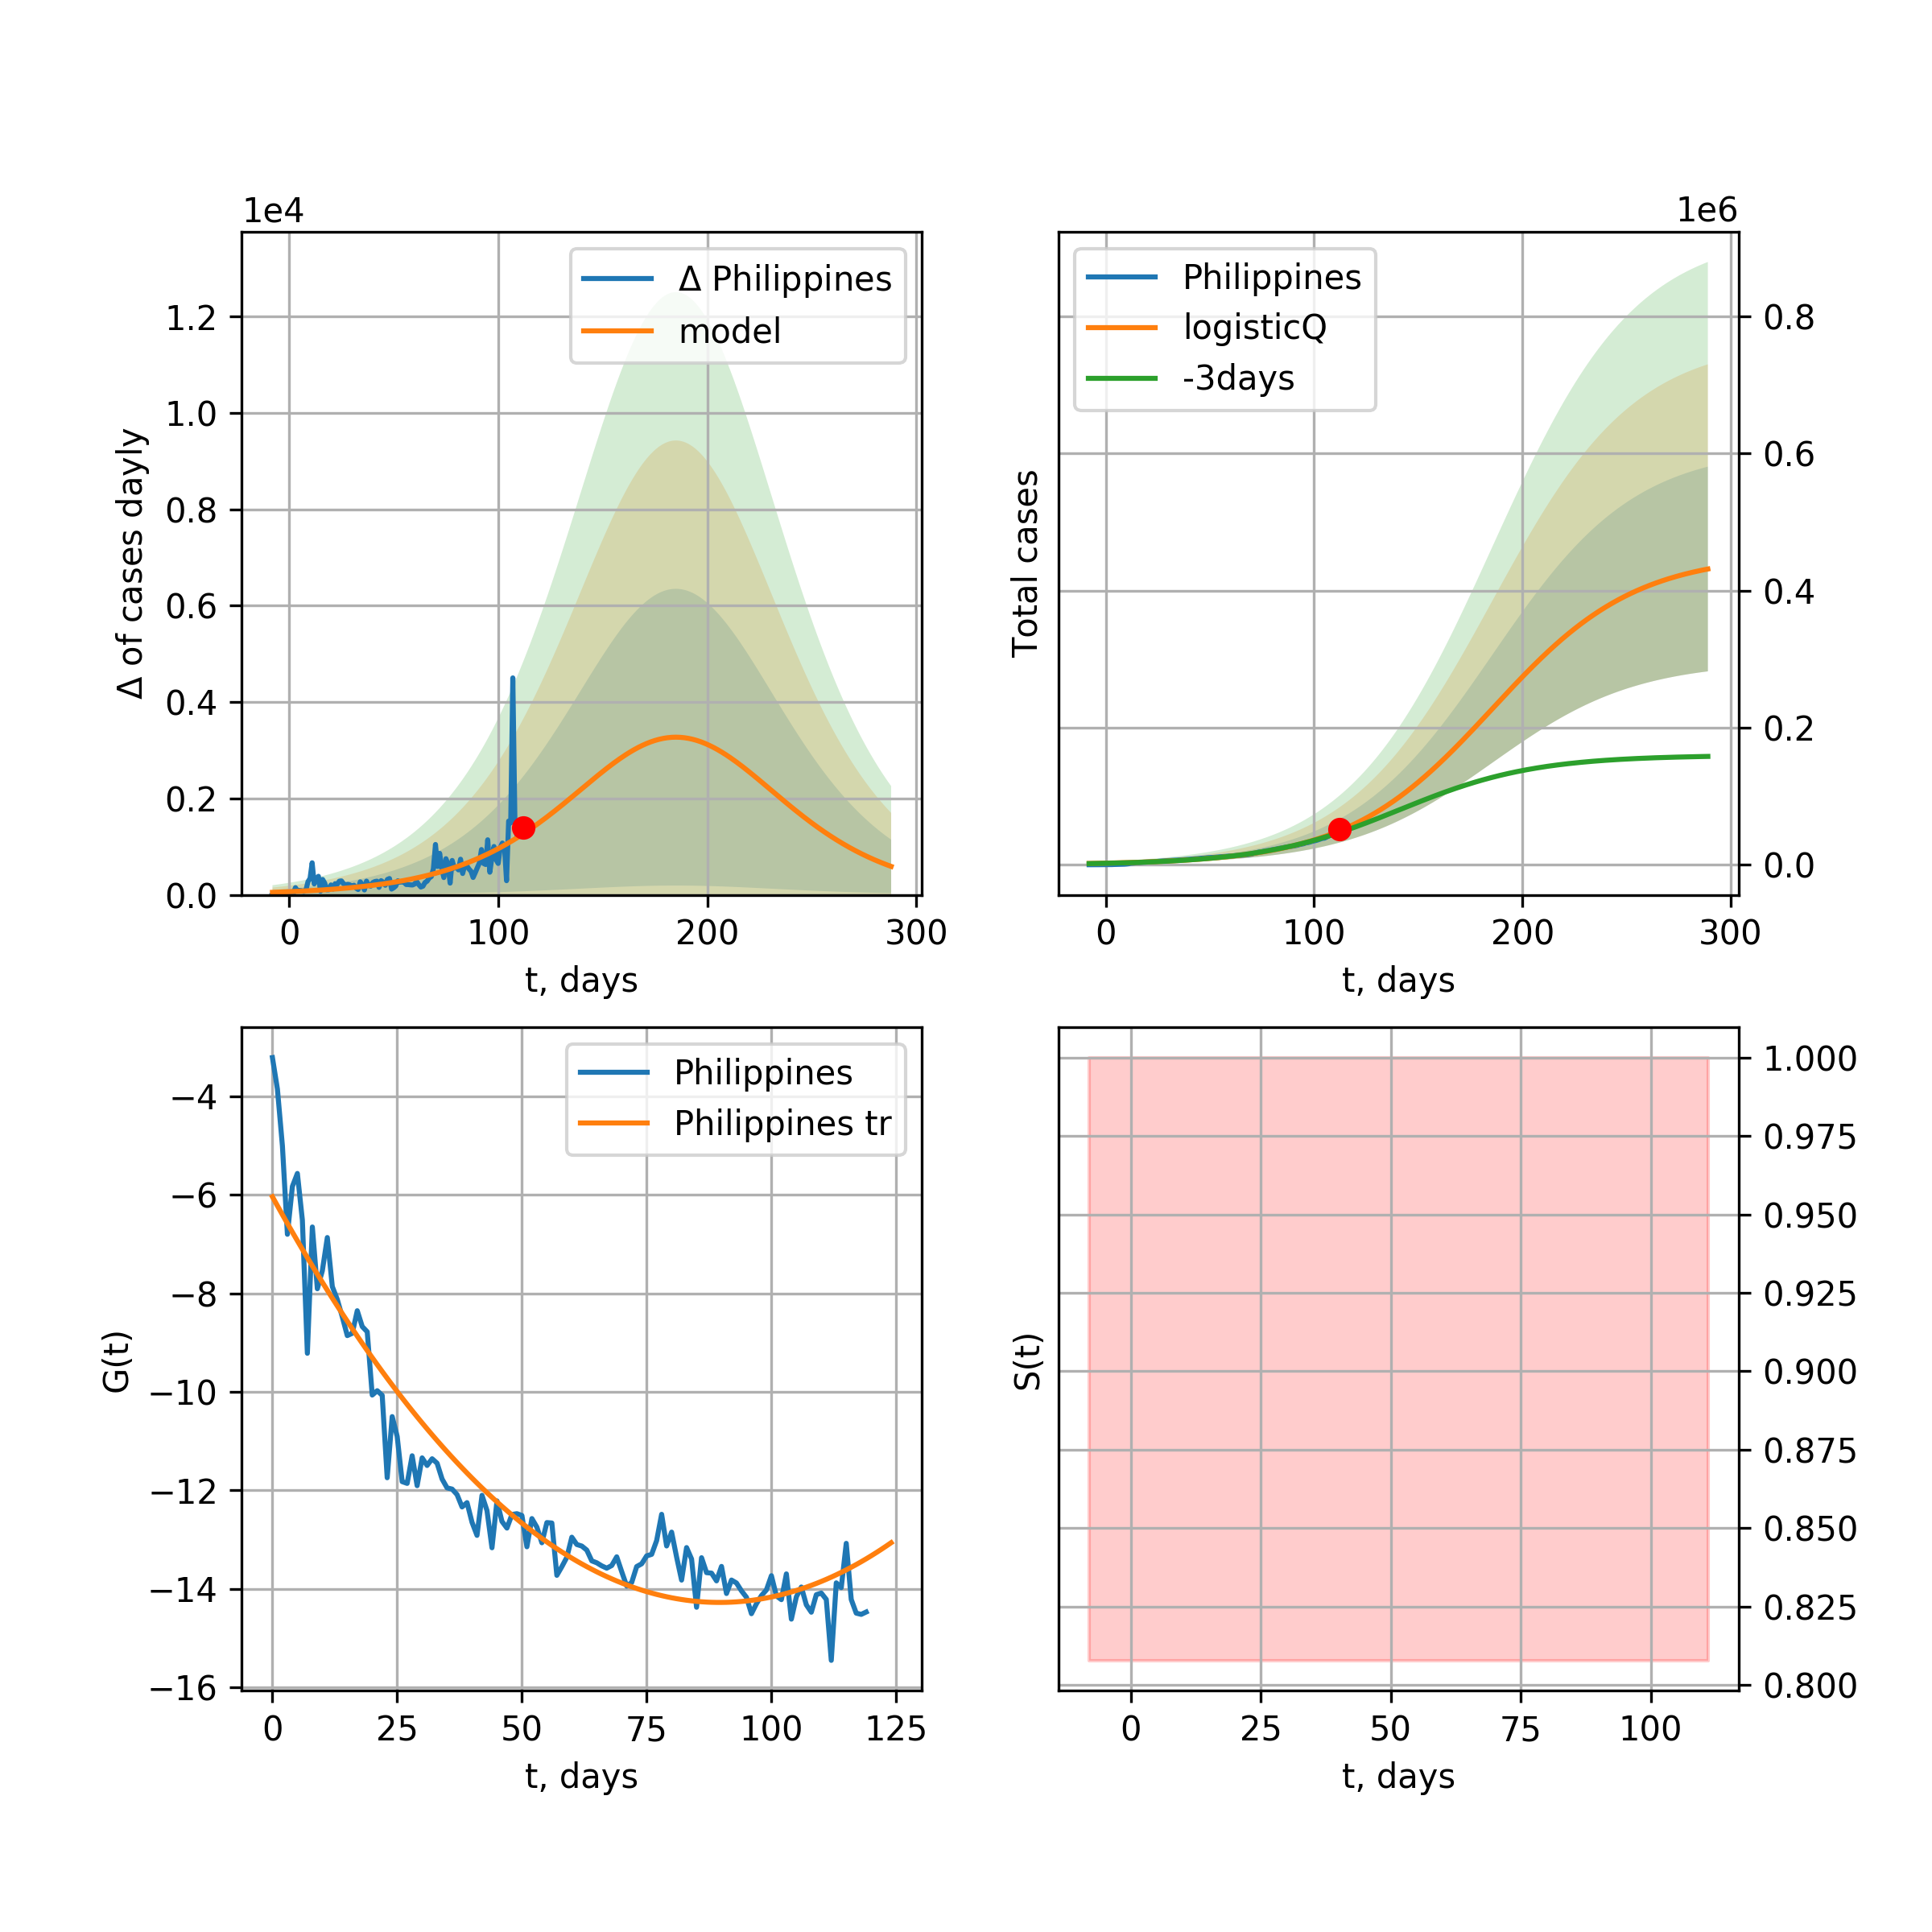 1e4
Δ of cases dayly
1.2
1.0
0.8
0.6
0.4
0.2
0.0
Δ Philippines
model
0 100 200 300
t, days
1e6
Total cases
Philippines
logisticQ
-3days
0.8
0.6
0.4
0.2
0.0
0 100 200 300
t, days
G(t)
−4
−6
−8
−10
−12
−14
−16
Philippines
Philippines tr
0 25 50 75 100 125
t, days
S(t)
1.000
0.975
0.950
0.925
0.900
0.875
0.850
0.825
0.800
0 25 50 75 100
t, days